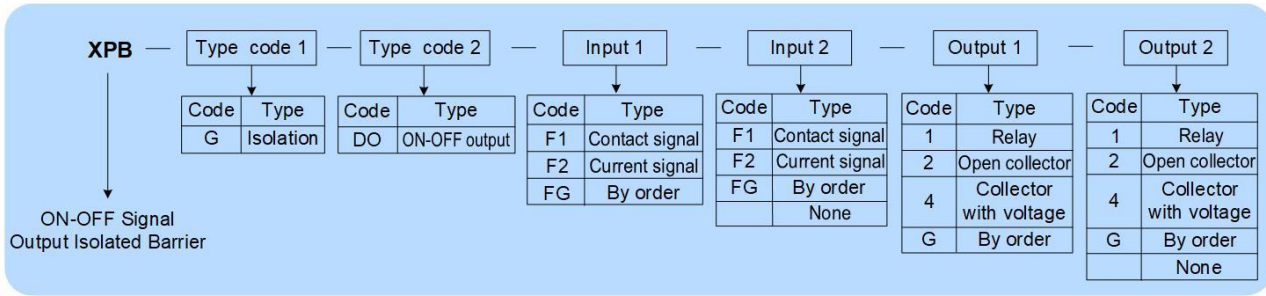 XPB — Type code 1 — Type code 2 — Input 1 — Input 2 — Output 1 — Output 2
ON-OFF Signal
Output Isolated Barrier
Code Type
G Isolation
Code Type
DO ON-OFF output
Code Type
F1 Contact signal
F2 Current signal
FG By order
Code Type
F1 Contact signal
F2 Current signal
FG By order
None
Code Type
1 Relay
2 Open collector
4 Collector
with voltage
G By order
Code Type
1 Relay
2 Open collector
4 Collector
with voltage
G By order
None